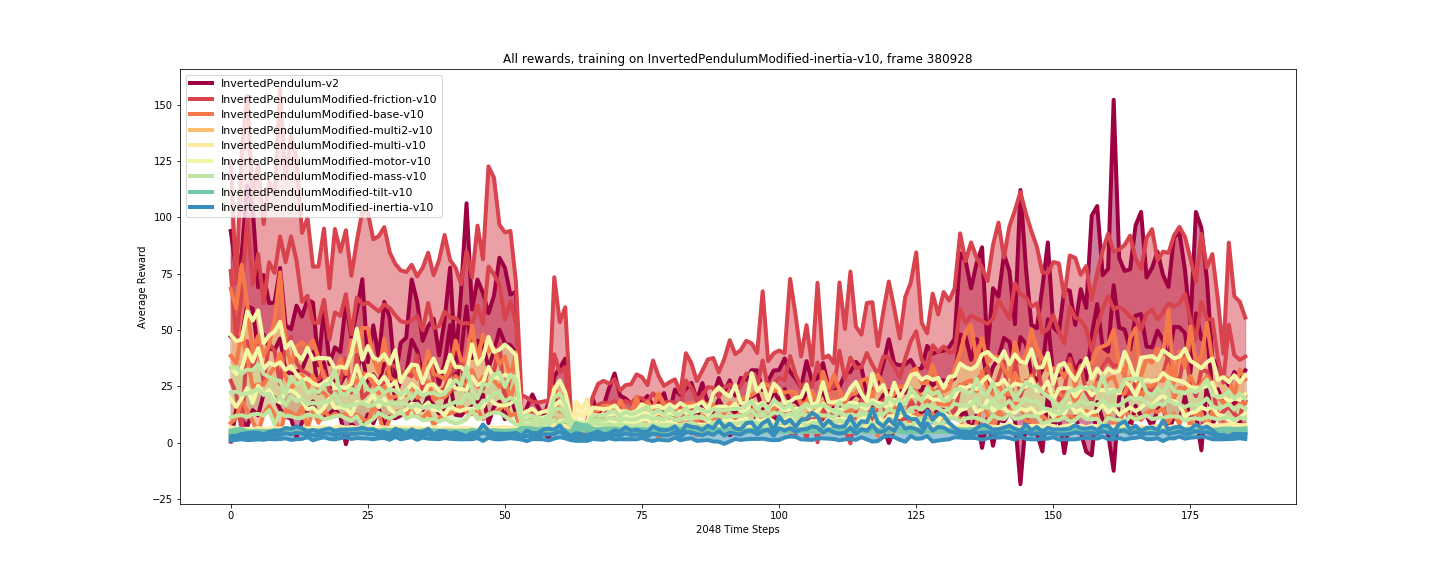 All rewards, training on InvertedPendulumModified-inertia-v10, frame 380928
InvertedPendulum-v2
InvertedPendulumModified-friction-v10
InvertedPendulumModified-base-v10
InvertedPendulumModified-multi2-v10
InvertedPendulumModified-multi-v10
InvertedPendulumModified-motor-v10
InvertedPendulumModified-mass-v10
InvertedPendulumModified-tilt-v10
InvertedPendulumModified-inertia-v10
Average Reward
150
125
100
75
50
25
0
−25
0 25 50 75 100 125 150 175
2048 Time Steps